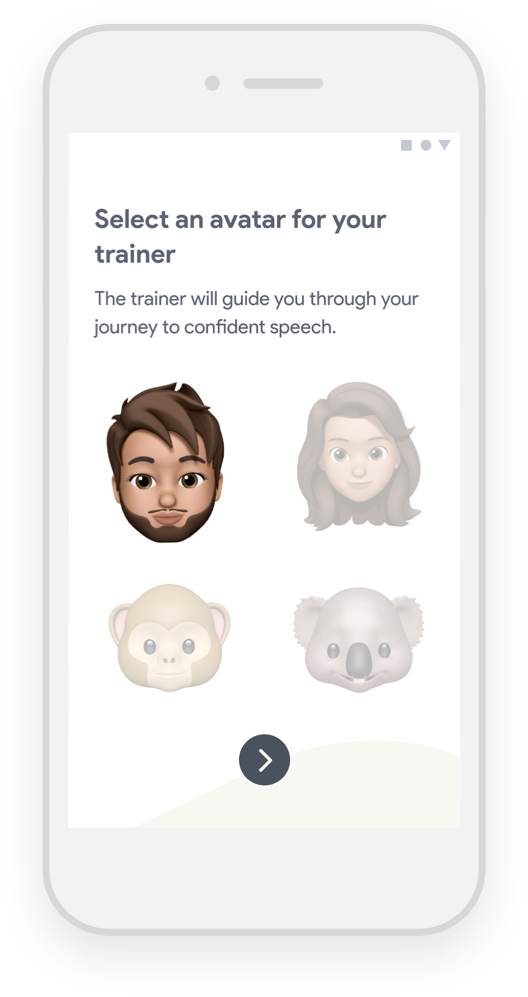 Select an avatar for your
trainer
The trainer will guide you through your
journey to confident speech.